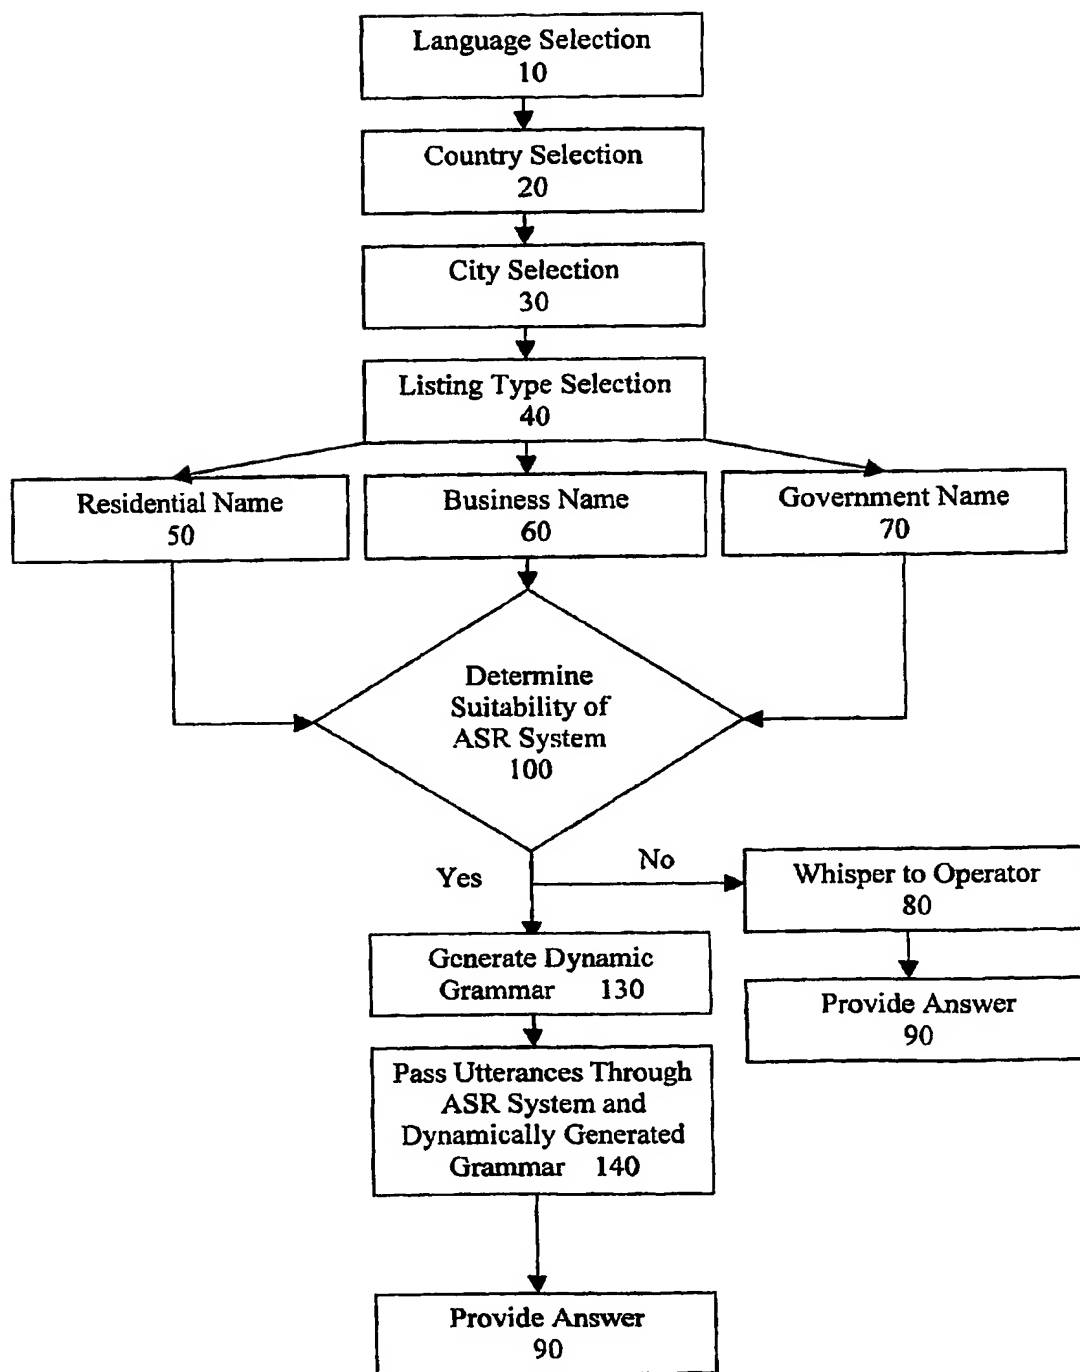 Language Selection
10
Country Selection
20
City Selection
30
Listing Type Selection
40
Residential Name
50
Business Name
60
Government Name
70
Determine
Suitability of
ASR System
100
Yes
No
Whisper to Operator
80
Provide Answer
90
Generate Dynamic
Grammar 130
Pass Utterances Through
ASR System and
Dynamically Generated
Grammar 140
Provide Answer
90